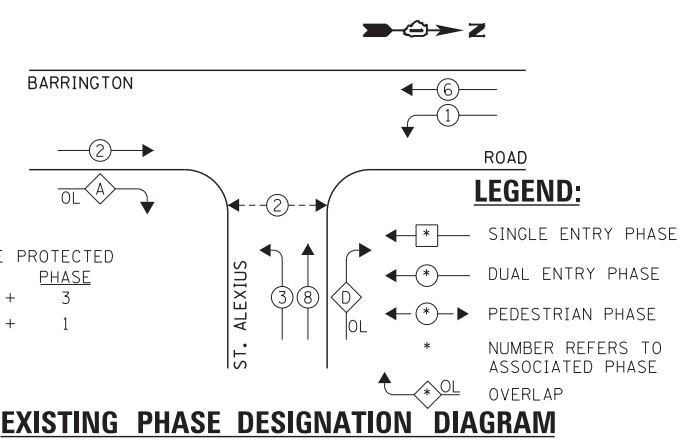 N
BARRINGTON
6
1
2
ROAD
OL A
LEGEND:
2
* SINGLE ENTRY PHASE
E PROTECTED
PHASE
+ 3
+ 1
ST. ALEXIUS
3 8 D
OL
* DUAL ENTRY PHASE
* PEDESTRIAN PHASE
* NUMBER REFERS TO
ASSOCIATED PHASE
* OL OVERLAP
EXISTING PHASE DESIGNATION DIAGRAM